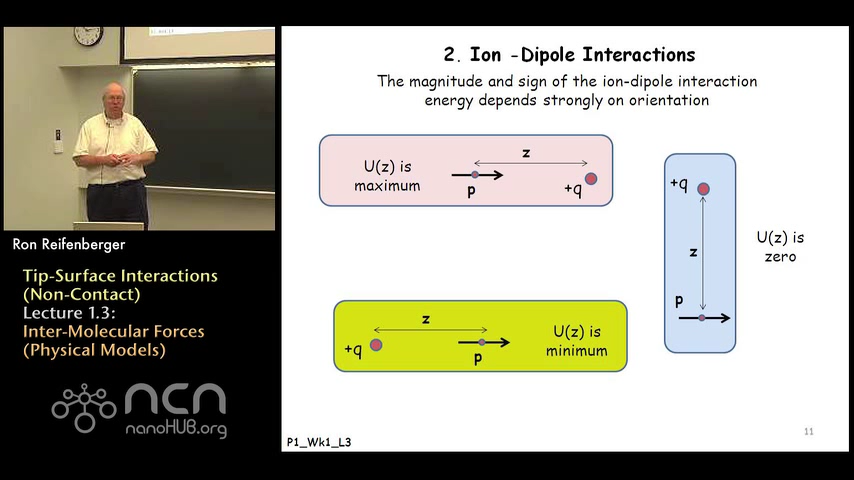 2. Ion -Dipole Interactions
The magnitude and sign of the ion-dipole interaction
energy depends strongly on orientation
U(z) is
maximum
z
p
+q
+q
z
p
U(z) is
zero
z
+q
p
U(z) is
minimum
P1_Wk1_L3
11
Ron Reifenberger
Tip-Surface Interactions
(Non-Contact)
Lecture 1.3:
Inter-Molecular Forces
(Physical Models)
ncn
nanoHUB.org